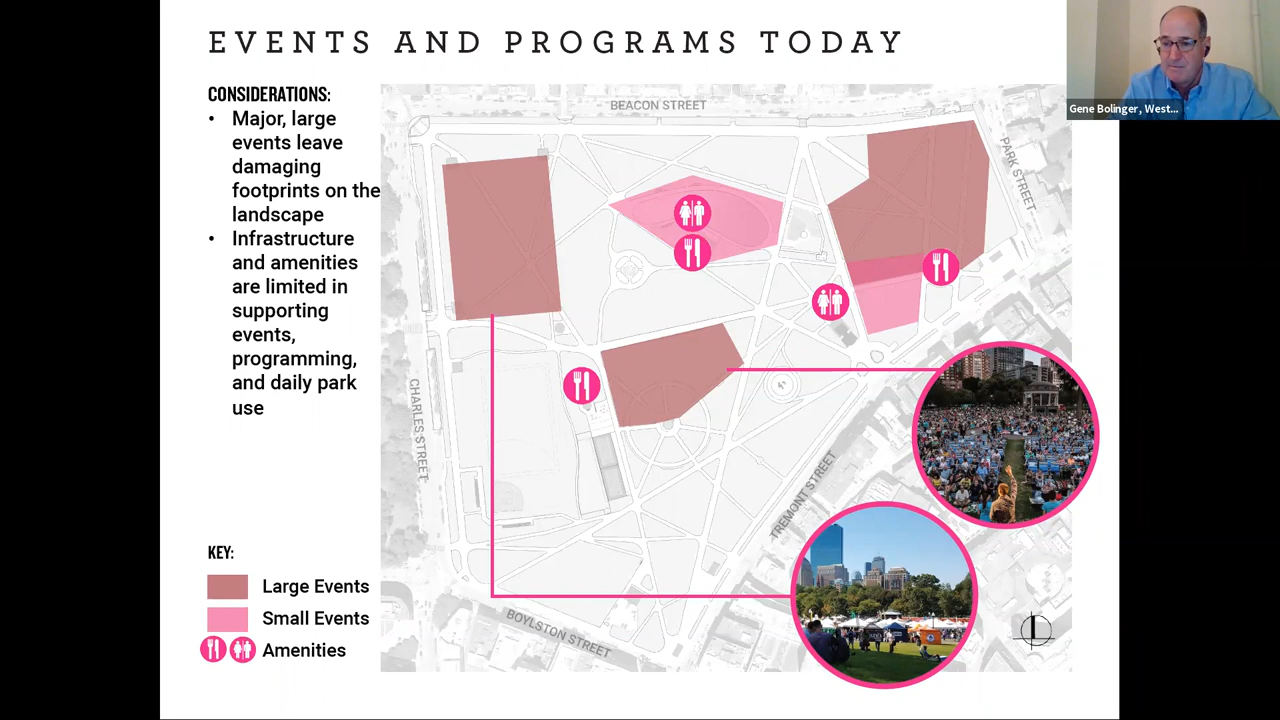 EVENTS AND PROGRAMS TODAY
Gene Bolinger, West...
CONSIDERATIONS:
• Major, large
events leave
damaging
footprints on the
landscape
• Infrastructure
and amenities
are limited in
supporting
events,
programming,
and daily park
use
BEACON STREET
PARK STREET
CHARLES STREET
TREMONT STREET
BOYLSTON STREET
KEY:
Large Events
Small Events
Amenities